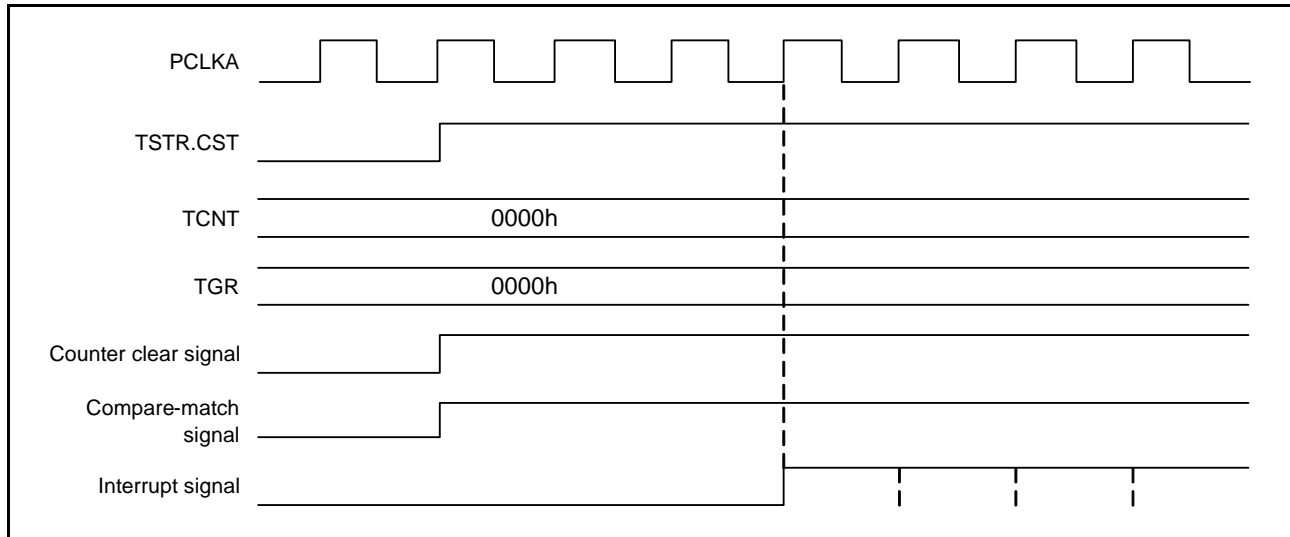 PCLKA
TSTR.CST
TCNT
0000h
TGR
0000h
Counter clear signal
Compare-match
signal
Interrupt signal